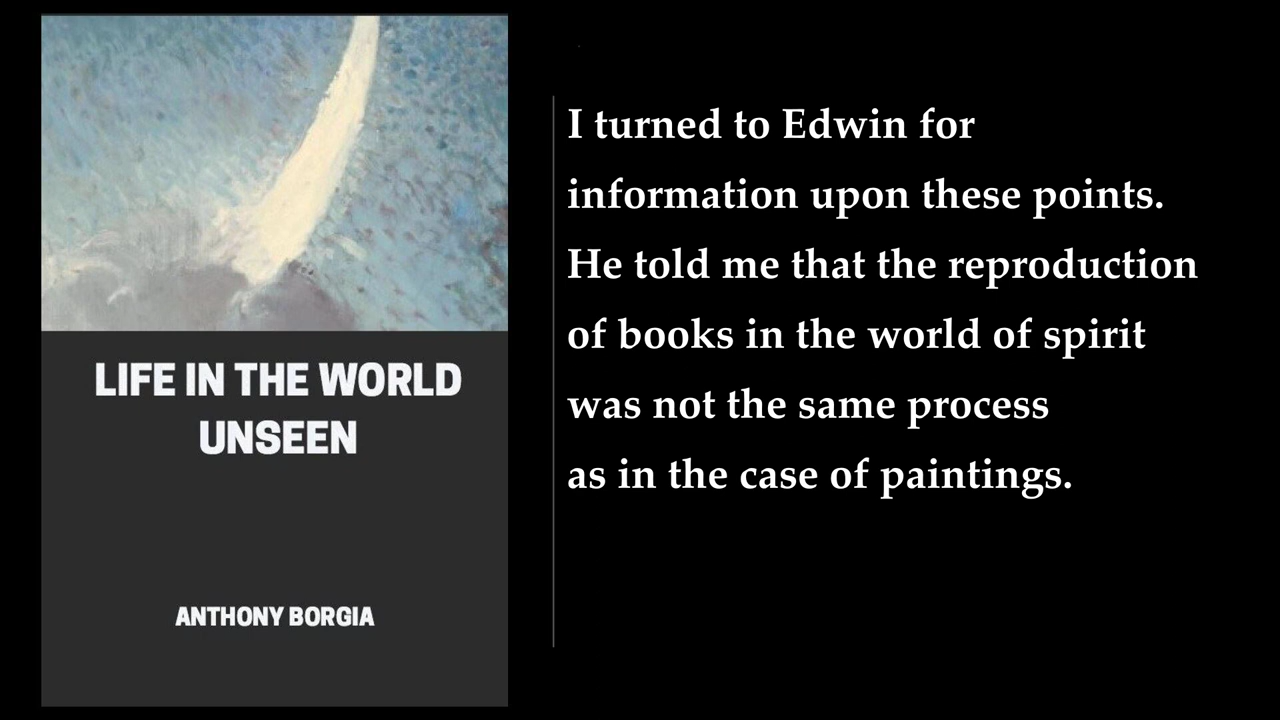 LIFE IN THE WORLD
UNSEEN
ANTHONY BORGIA
I turned to Edwin for
information upon these points.
He told me that the reproduction
of books in the world of spirit
was not the same process
as in the case of paintings.